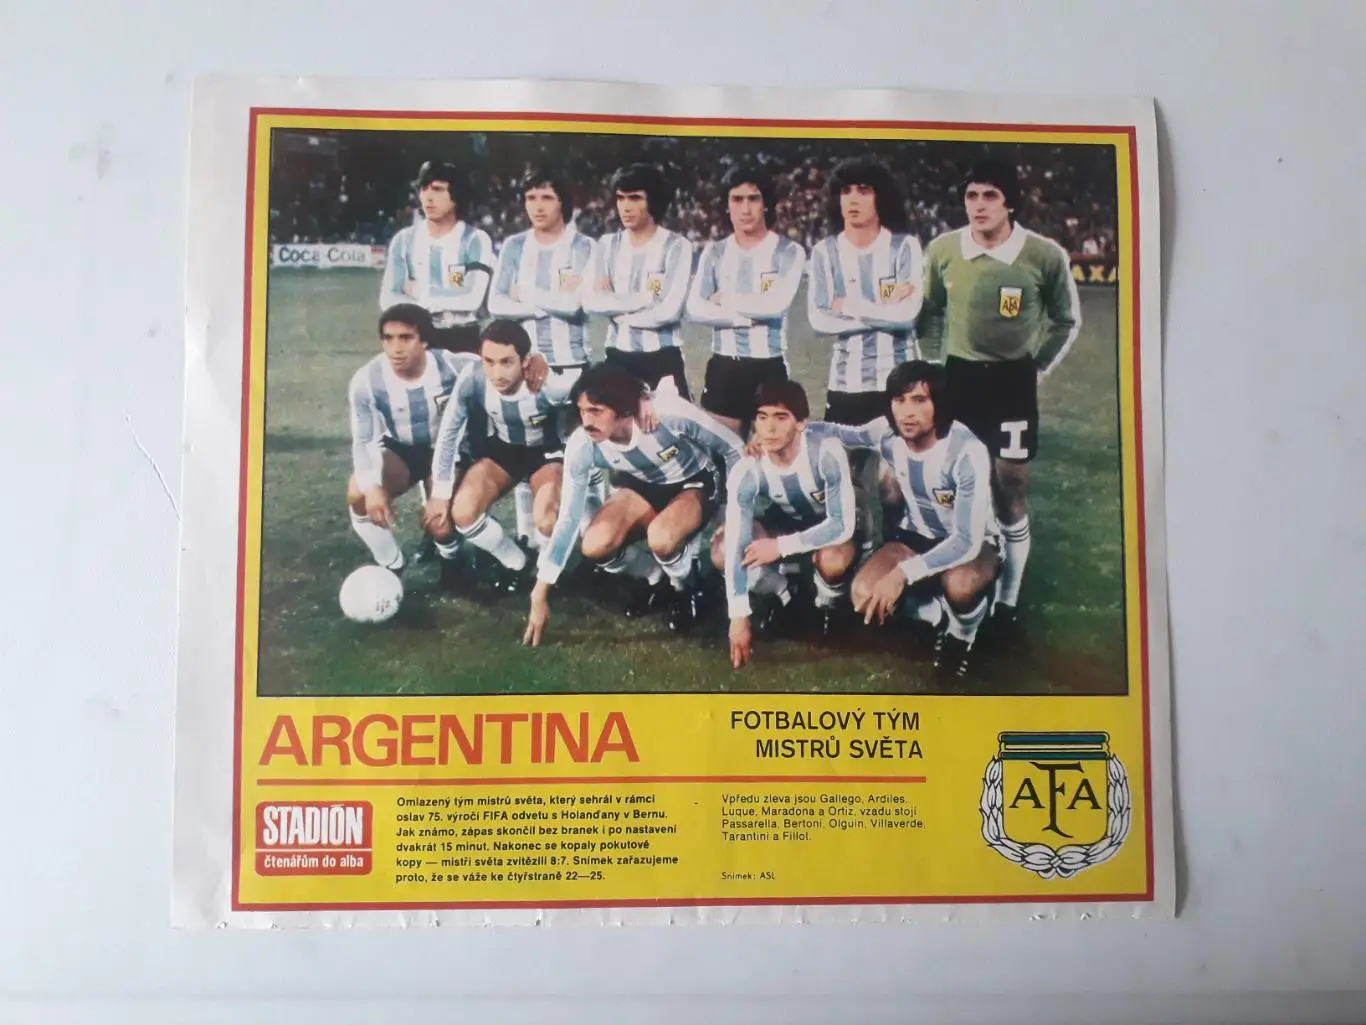 Coca-Cola
AXA
AFA
I
ARGENTINA
FOTBALOVÝ TÝM
MISTRŮ SVĚTA
STADIÓN
čtenářům do alba
Omlazený tým mistrů světa, který sehrál v rámci
oslav 75. výročí FIFA odvetu s Holanďany v Bernu.
Jak známo, zápas skončil bez branek i po nastavení
dvakrát 15 minut. Nakonec se kopaly pokutové
kopy — mistři světa zvítězili 8:7. Snímek zařazujeme
proto, že se váže ke čtyřstraně 22—25.
Vpředu zleva jsou Gallego, Ardiles,
Luque, Maradona a Ortiz, vzadu stojí
Passarella, Bertoni, Olguin, Villaverde,
Tarantini a Fillol.
Snímek: ASL
AFA